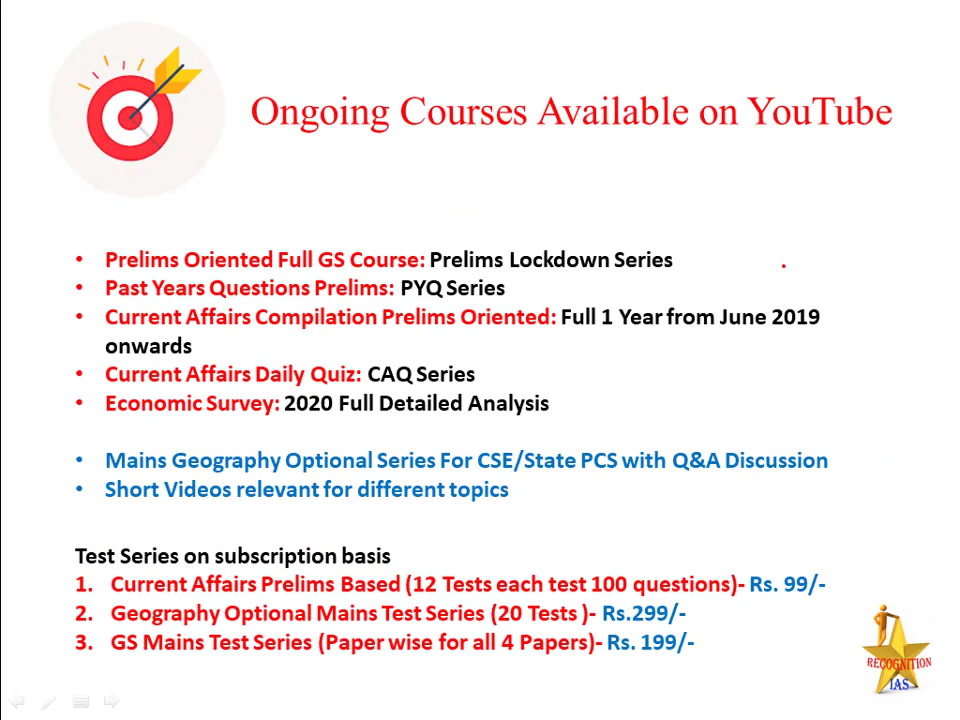 Ongoing Courses Available on YouTube
• Prelims Oriented Full GS Course: Prelims Lockdown Series
• Past Years Questions Prelims: PYQ Series
• Current Affairs Compilation Prelims Oriented: Full 1 Year from June 2019
onwards
• Current Affairs Daily Quiz: CAQ Series
• Economic Survey: 2020 Full Detailed Analysis
• Mains Geography Optional Series For CSE/State PCS with Q&A Discussion
• Short Videos relevant for different topics
Test Series on subscription basis
1. Current Affairs Prelims Based (12 Tests each test 100 questions)- Rs. 99/-
2. Geography Optional Mains Test Series (20 Tests )- Rs.299/-
3. GS Mains Test Series (Paper wise for all 4 Papers)- Rs. 199/-
RECOGNITION
IAS